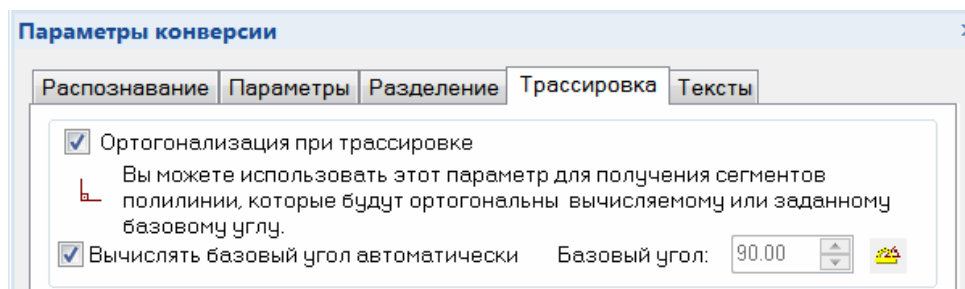 Параметры конверсии
Распознавание Параметры Разделение Трассировка Тексты
Ортогонализация при трассировке
Вы можете использовать этот параметр для получения сегментов
полилинии, которые будут ортогональны вычисляемому или заданному
базовому углу.
Вычислять базовый угол автоматически Базовый угол: 90.00